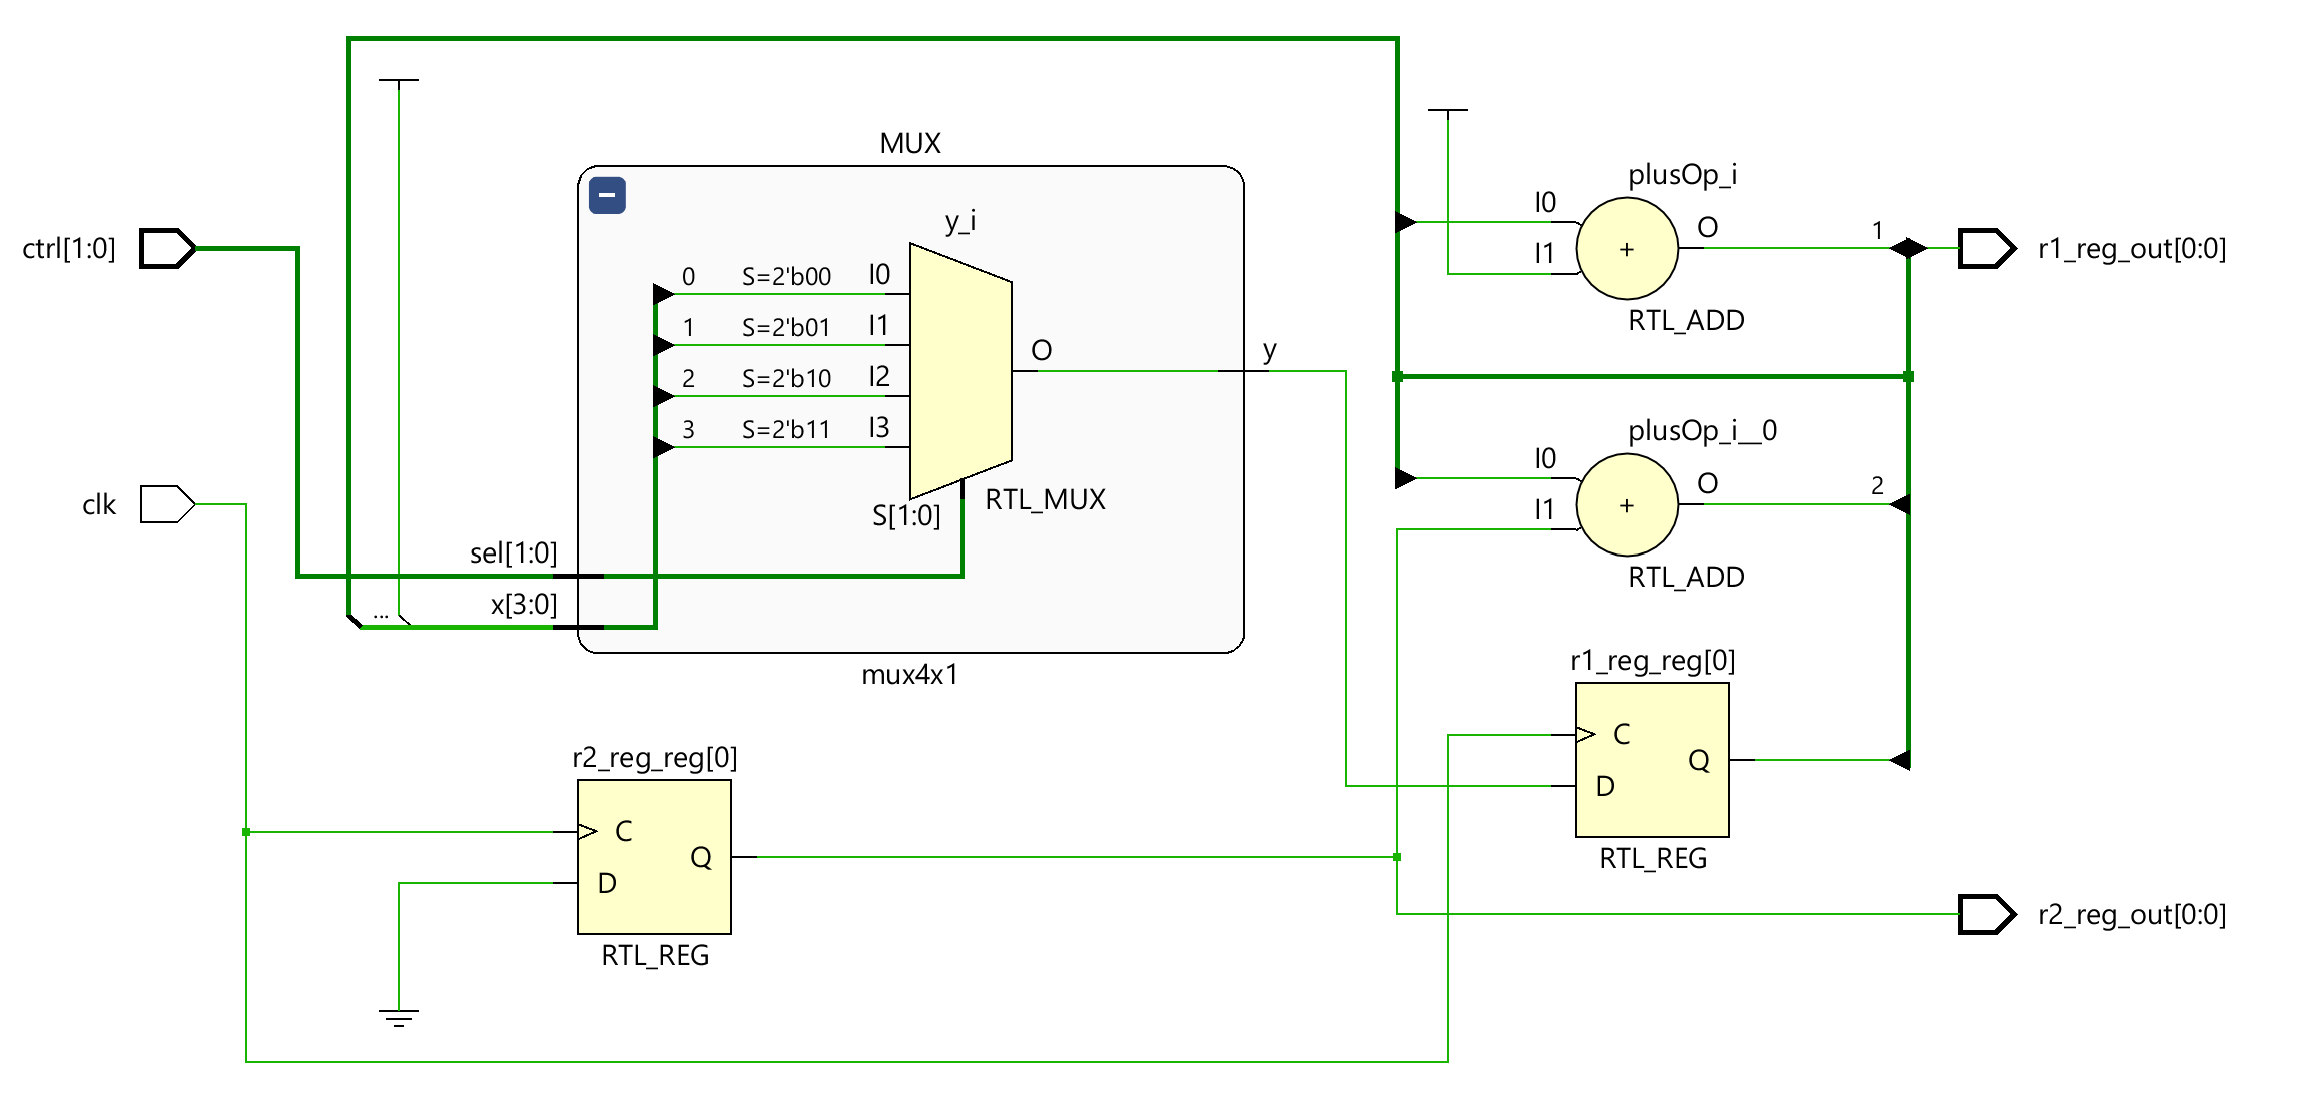 MUX
y_i
0 S=2'b00 I0
1 S=2'b01 I1
2 S=2'b10 I2
3 S=2'b11 I3
O
y
S[1:0]
RTL_MUX
sel[1:0]
x[3:0]
...
mux4x1
ctrl[1:0]
clk
r2_reg_reg[0]
C
D
Q
RTL_REG
plusOp_i
I0
I1
+
O
1
RTL_ADD
r1_reg_out[0:0]
plusOp_i__0
I0
I1
+
O
2
RTL_ADD
r1_reg_reg[0]
C
D
Q
RTL_REG
r2_reg_out[0:0]